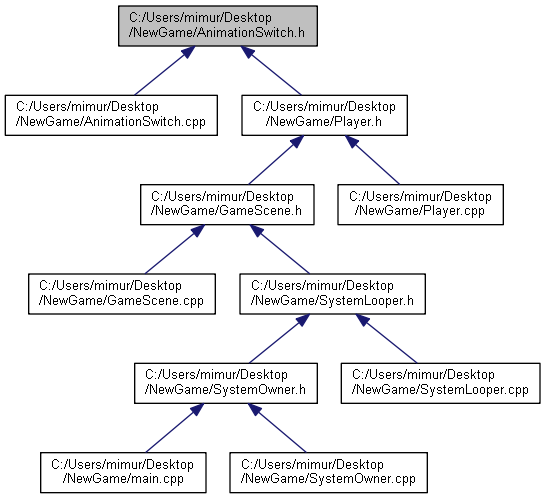 C:/Users/mimur/Desktop
/NewGame/AnimationSwitch.h
C:/Users/mimur/Desktop
/NewGame/AnimationSwitch.cpp
C:/Users/mimur/Desktop
/NewGame/Player.h
C:/Users/mimur/Desktop
/NewGame/GameScene.h
C:/Users/mimur/Desktop
/NewGame/Player.cpp
C:/Users/mimur/Desktop
/NewGame/GameScene.cpp
C:/Users/mimur/Desktop
/NewGame/SystemLooper.h
C:/Users/mimur/Desktop
/NewGame/SystemOwner.h
C:/Users/mimur/Desktop
/NewGame/SystemLooper.cpp
C:/Users/mimur/Desktop
/NewGame/main.cpp
C:/Users/mimur/Desktop
/NewGame/SystemOwner.cpp